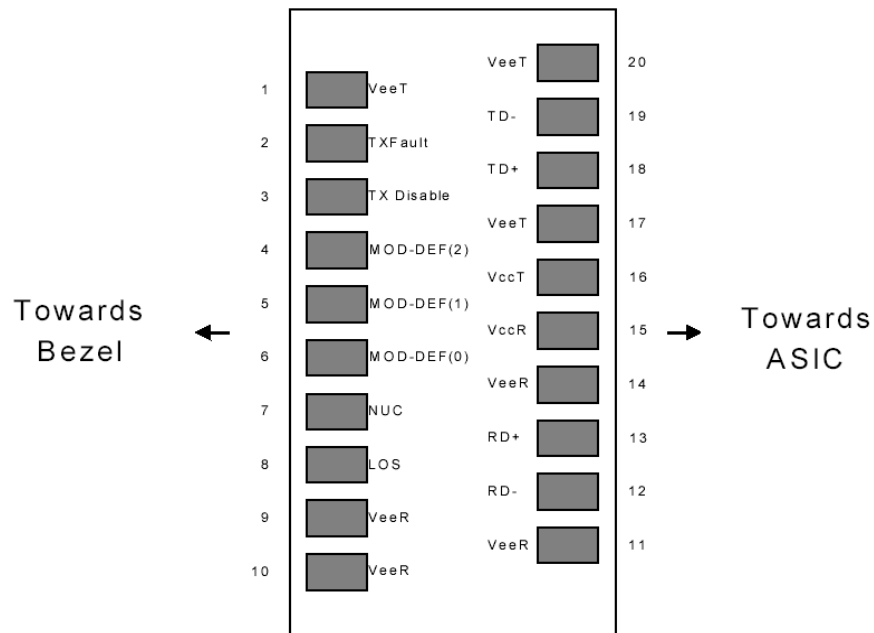 VeeT 20
1 VeeT
TD- 19
2 TXFault
TD+ 18
3 TX Disable
VeeT 17
4 MOD-DEF(2)
VccT 16
5 MOD-DEF(1)
Towards
Bezel
VccR 15
Towards
ASIC
6 MOD-DEF(0)
VeeR 14
7 NUC
RD+ 13
8 LOS
RD- 12
9 VeeR
VeeR 11
10 VeeR